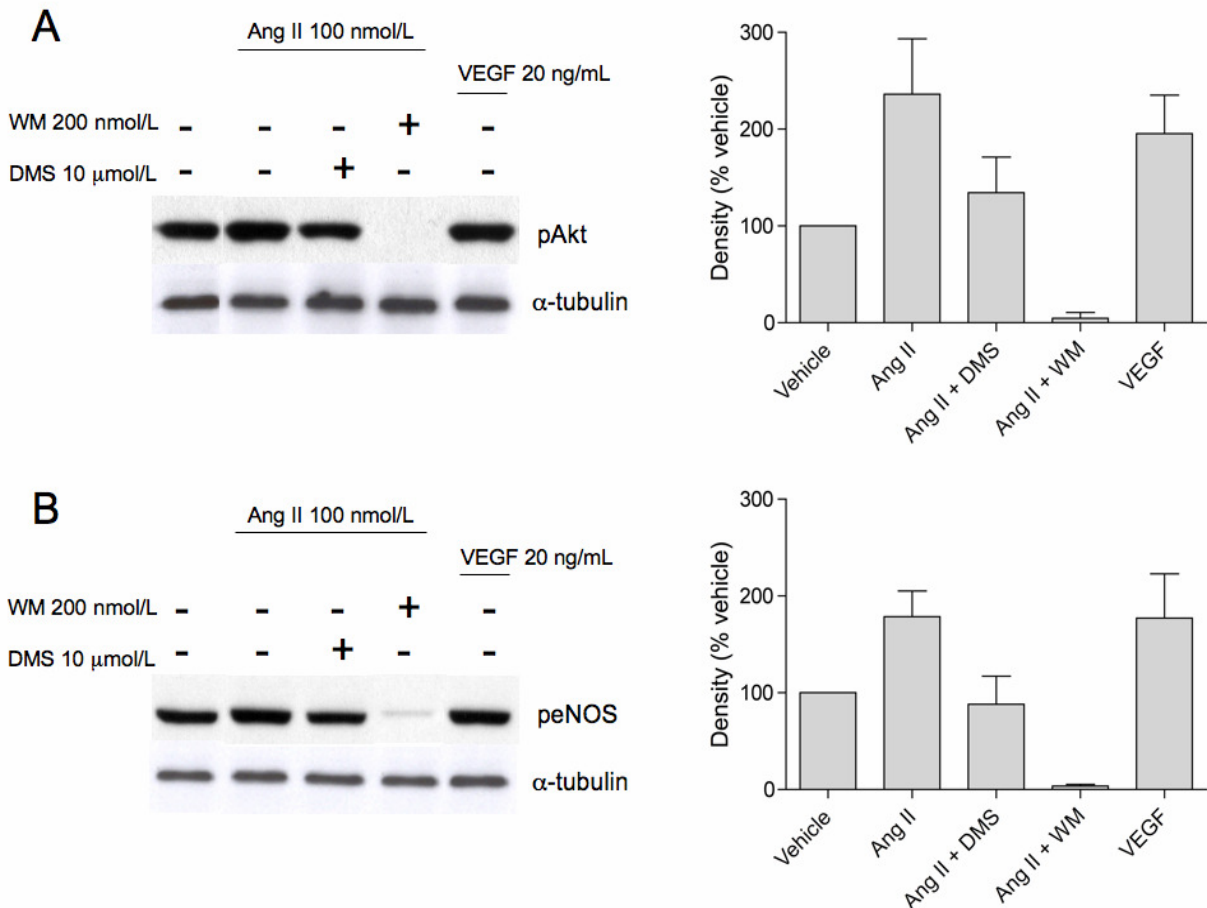 A
Ang II 100 nmol/L
VEGF 20 ng/mL
WM 200 nmol/L - - - + -
DMS 10 μmol/L - - + - -
pAkt
α-tubulin
300
200
100
0
Density (% vehicle)
Vehicle
Ang II
Ang II + DMS
Ang II + WM
VEGF
B
Ang II 100 nmol/L
VEGF 20 ng/mL
WM 200 nmol/L - - - + -
DMS 10 μmol/L - - + - -
peNOS
α-tubulin
300
200
100
0
Density (% vehicle)
Vehicle
Ang II
Ang II + DMS
Ang II + WM
VEGF